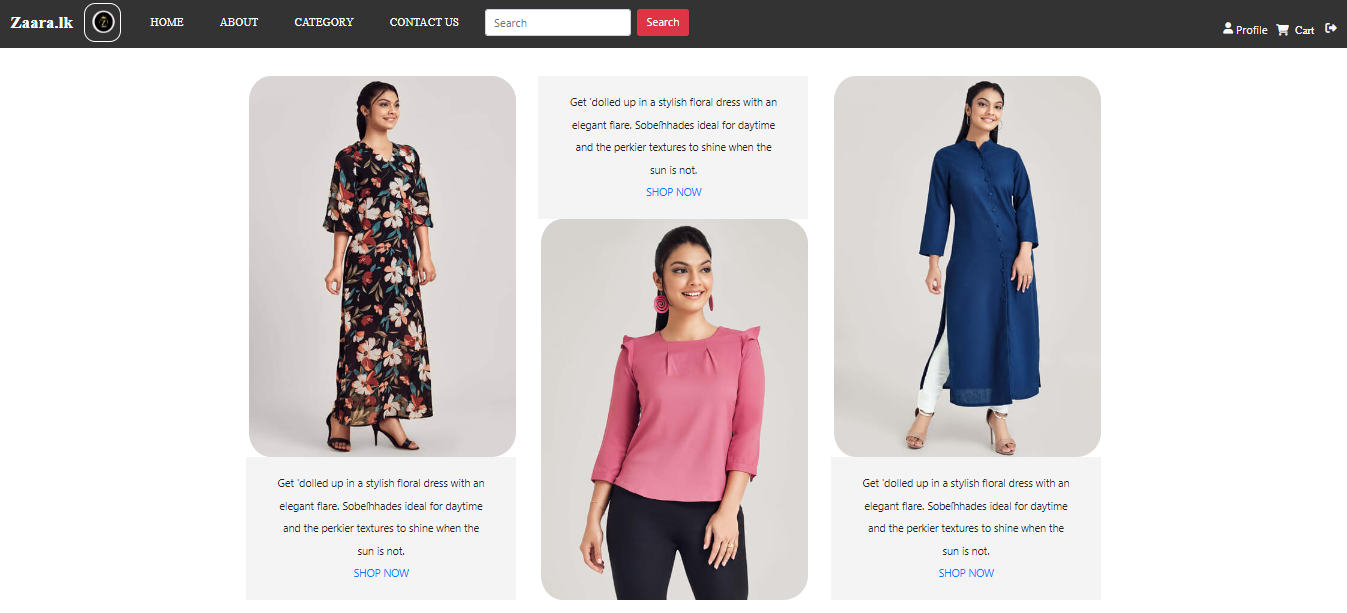 Zaara.lk
HOME
ABOUT
CATEGORY
CONTACT US
Search
Search
Profile
Cart
Get 'dolled up in a stylish floral dress with an
elegant flare. Sobeſhhades ideal for daytime
and the perkier textures to shine when the
sun is not.
SHOP NOW
Get 'dolled up in a stylish floral dress with an
elegant flare. Sobeſhhades ideal for daytime
and the perkier textures to shine when the
sun is not.
SHOP NOW
Get 'dolled up in a stylish floral dress with an
elegant flare. Sobeſhhades ideal for daytime
and the perkier textures to shine when the
sun is not.
SHOP NOW